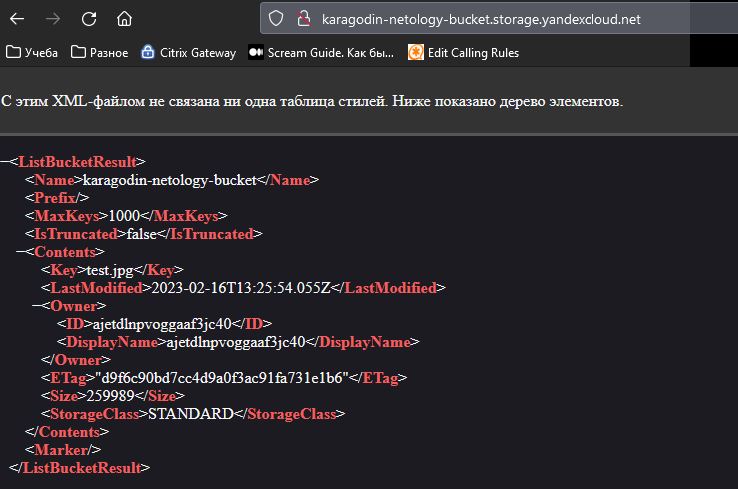 karagodin-netology-bucket.storage.yandexcloud.net
Учеба Разное Citrix Gateway Scream Guide. Как бы... Edit Calling Rules
С этим XML-файлом не связана ни одна таблица стилей. Ниже показано дерево элементов.
−<ListBucketResult>
<Name>karagodin-netology-bucket</Name>
<Prefix/>
<MaxKeys>1000</MaxKeys>
<IsTruncated>false</IsTruncated>
−<Contents>
<Key>test.jpg</Key>
<LastModified>2023-02-16T13:25:54.055Z</LastModified>
−<Owner>
<ID>ajetdlnpvoggaaf3jc40</ID>
<DisplayName>ajetdlnpvoggaaf3jc40</DisplayName>
</Owner>
<ETag>"d9f6c90bd7cc4d9a0f3ac91fa731e1b6"</ETag>
<Size>259989</Size>
<StorageClass>STANDARD</StorageClass>
</Contents>
<Marker/>
</ListBucketResult>